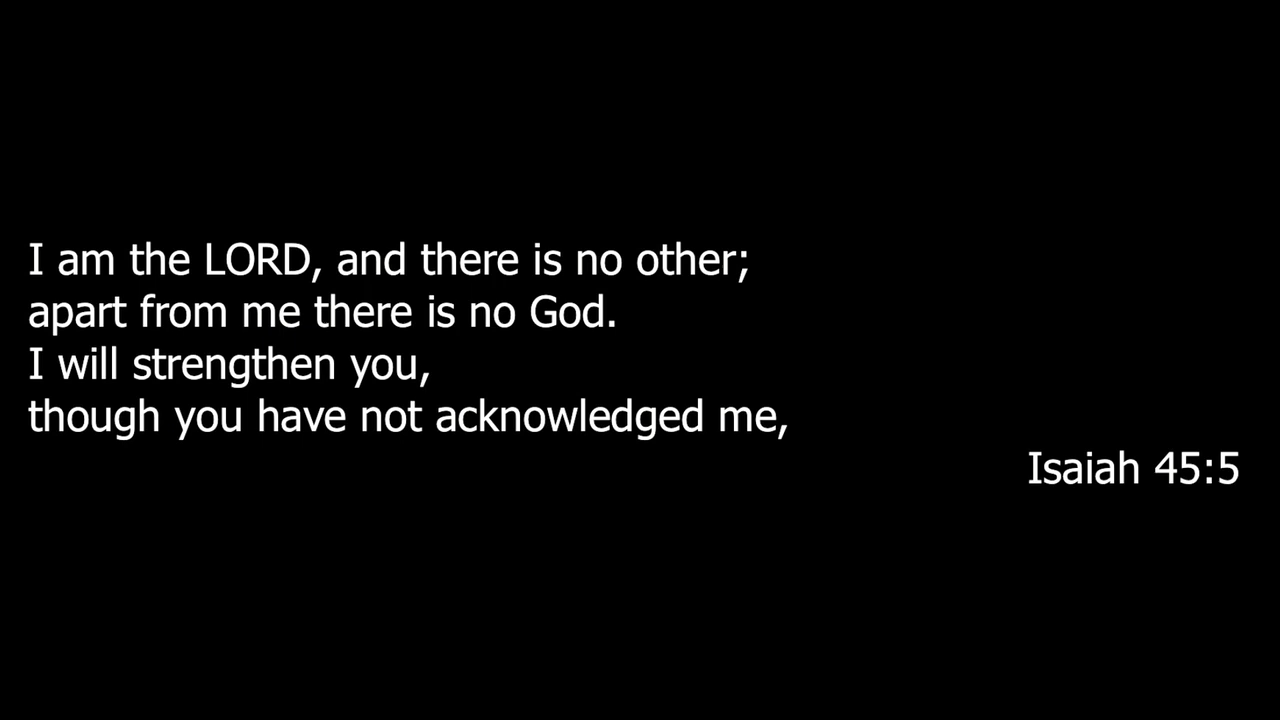 I am the LORD, and there is no other;
apart from me there is no God.
I will strengthen you,
though you have not acknowledged me,
Isaiah 45:5